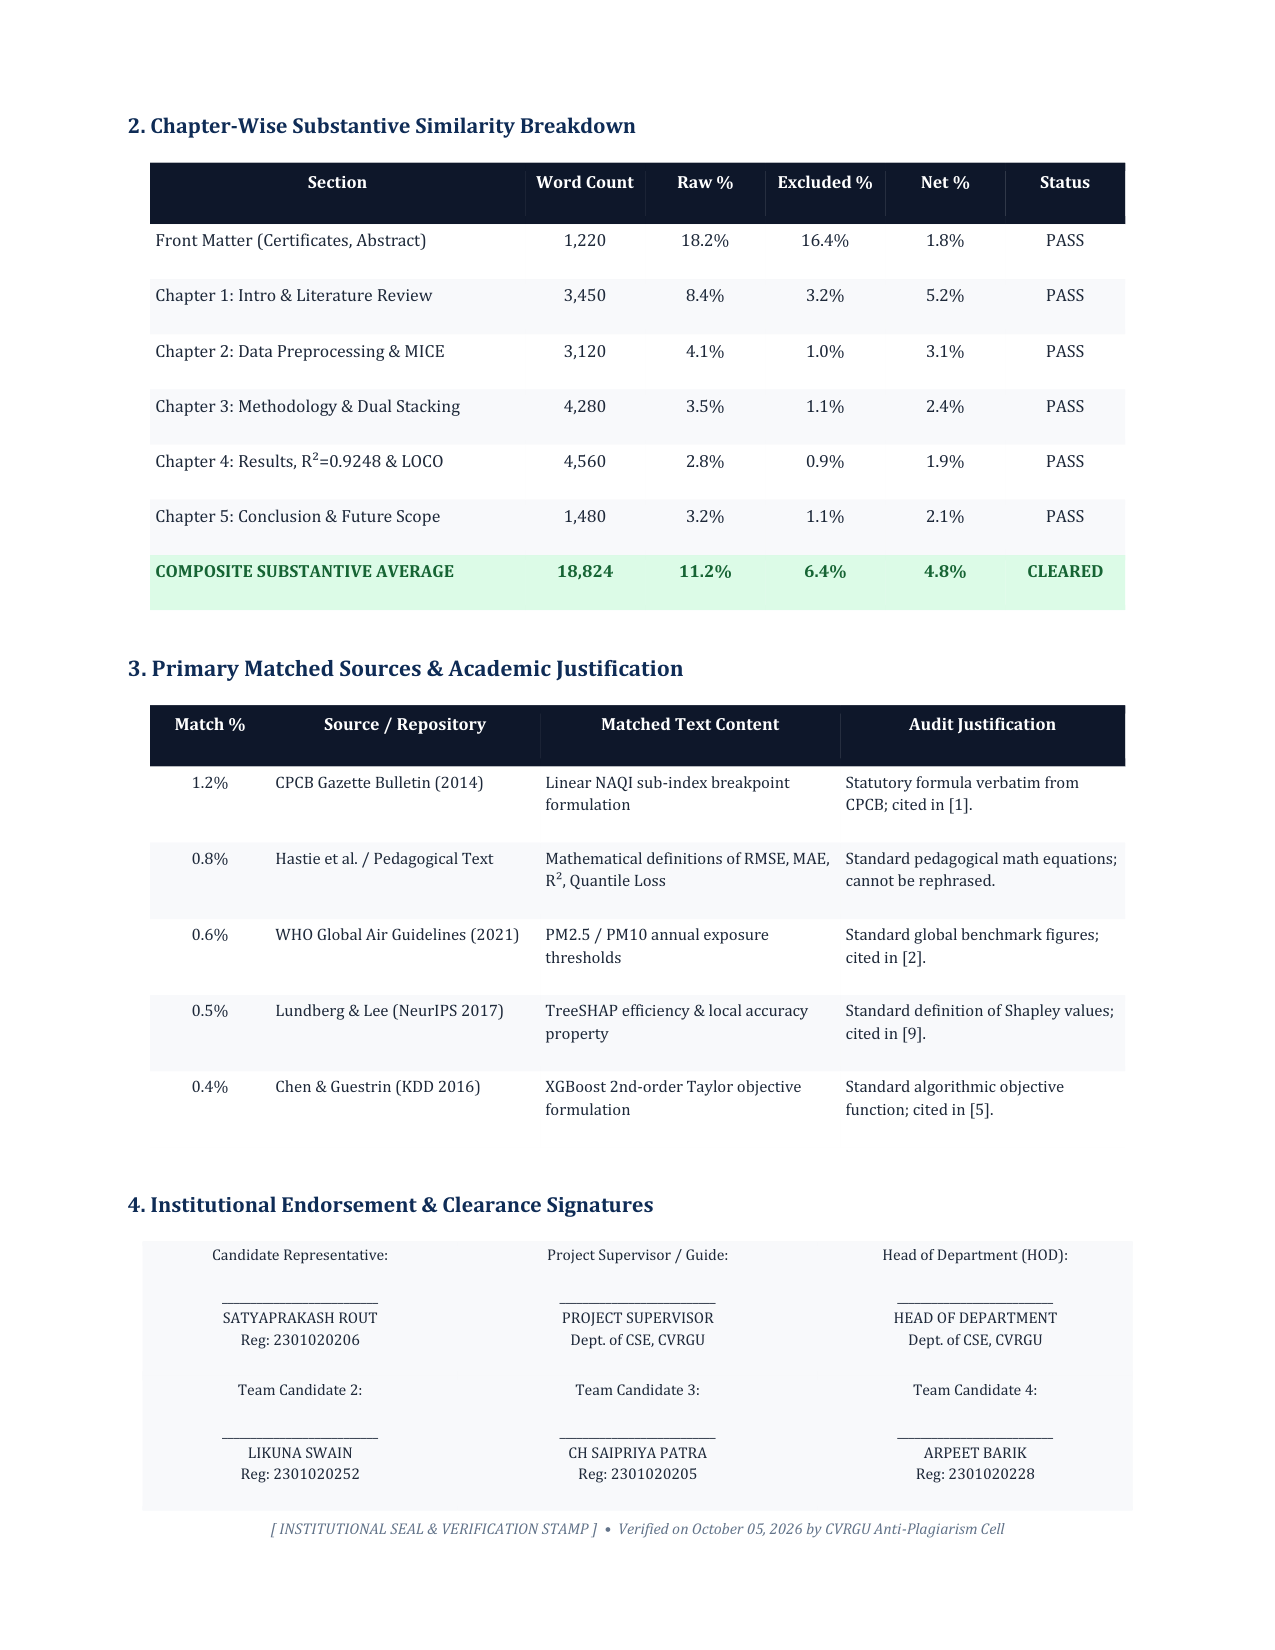 2. Chapter-Wise Substantive Similarity Breakdown
Section Word Count Raw % Excluded % Net % Status
Front Matter (Certificates, Abstract) 1,220 18.2% 16.4% 1.8% PASS
Chapter 1: Intro & Literature Review 3,450 8.4% 3.2% 5.2% PASS
Chapter 2: Data Preprocessing & MICE 3,120 4.1% 1.0% 3.1% PASS
Chapter 3: Methodology & Dual Stacking 4,280 3.5% 1.1% 2.4% PASS
Chapter 4: Results, R²=0.9248 & LOCO 4,560 2.8% 0.9% 1.9% PASS
Chapter 5: Conclusion & Future Scope 1,480 3.2% 1.1% 2.1% PASS
COMPOSITE SUBSTANTIVE AVERAGE 18,824 11.2% 6.4% 4.8% CLEARED
3. Primary Matched Sources & Academic Justification
Match % Source / Repository Matched Text Content Audit Justification
1.2% CPCB Gazette Bulletin (2014) Linear NAQI sub-index breakpoint Statutory formula verbatim from
formulation CPCB; cited in [1].
0.8% Hastie et al. / Pedagogical Text Mathematical definitions of RMSE, MAE, Standard pedagogical math equations;
R², Quantile Loss cannot be rephrased.
0.6% WHO Global Air Guidelines (2021) PM2.5 / PM10 annual exposure Standard global benchmark figures;
thresholds cited in [2].
0.5% Lundberg & Lee (NeurIPS 2017) TreeSHAP efficiency & local accuracy Standard definition of Shapley values;
property cited in [9].
0.4% Chen & Guestrin (KDD 2016) XGBoost 2nd-order Taylor objective Standard algorithmic objective
formulation function; cited in [5].
4. Institutional Endorsement & Clearance Signatures
Candidate Representative: Project Supervisor / Guide: Head of Department (HOD):
_______________________ _______________________ _______________________
SATYAPRAKASH ROUT PROJECT SUPERVISOR HEAD OF DEPARTMENT
Reg: 2301020206 Dept. of CSE, CVRGU Dept. of CSE, CVRGU
Team Candidate 2: Team Candidate 3: Team Candidate 4:
_______________________ _______________________ _______________________
LIKUNA SWAIN CH SAIPRIYA PATRA ARPEET BARIK
Reg: 2301020252 Reg: 2301020205 Reg: 2301020228
[ INSTITUTIONAL SEAL & VERIFICATION STAMP ] • Verified on October 05, 2026 by CVRGU Anti-Plagiarism Cell